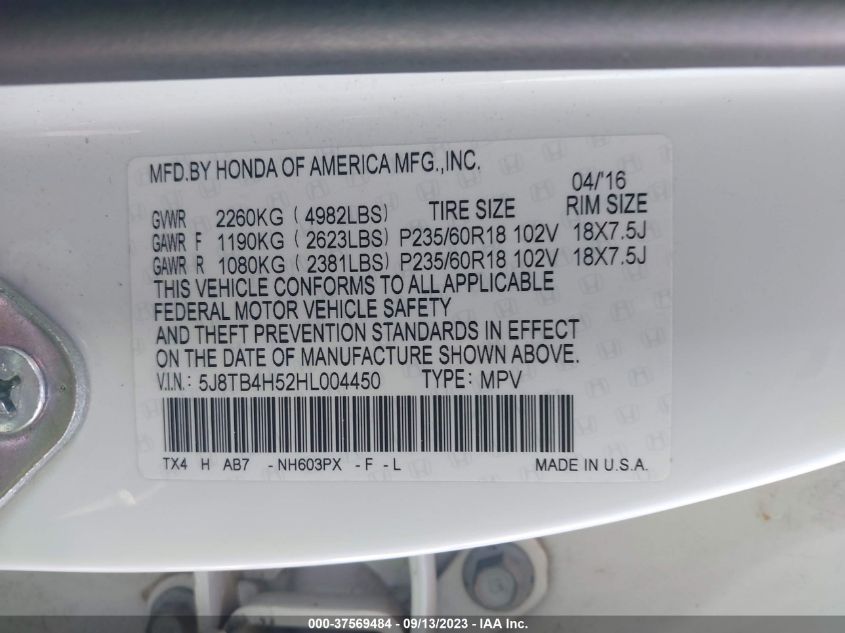 MFD.BY HONDA OF AMERICA MFG.,INC.
04/'16
GVWR 2260KG ( 4982LBS) TIRE SIZE RIM SIZE
GAWR F 1190KG ( 2623LBS) P235/60R18 102V 18X7.5J
GAWR R 1080KG ( 2381LBS) P235/60R18 102V 18X7.5J
THIS VEHICLE CONFORMS TO ALL APPLICABLE
FEDERAL MOTOR VEHICLE SAFETY
AND THEFT PREVENTION STANDARDS IN EFFECT
ON THE DATE OF MANUFACTURE SHOWN ABOVE.
V.I.N.: 5J8TB4H52HL004450 TYPE: MPV
TX4 H AB7 -NH603PX -F -L MADE IN U.S.A.
000-37569484 - 09/13/2023 - IAA Inc.